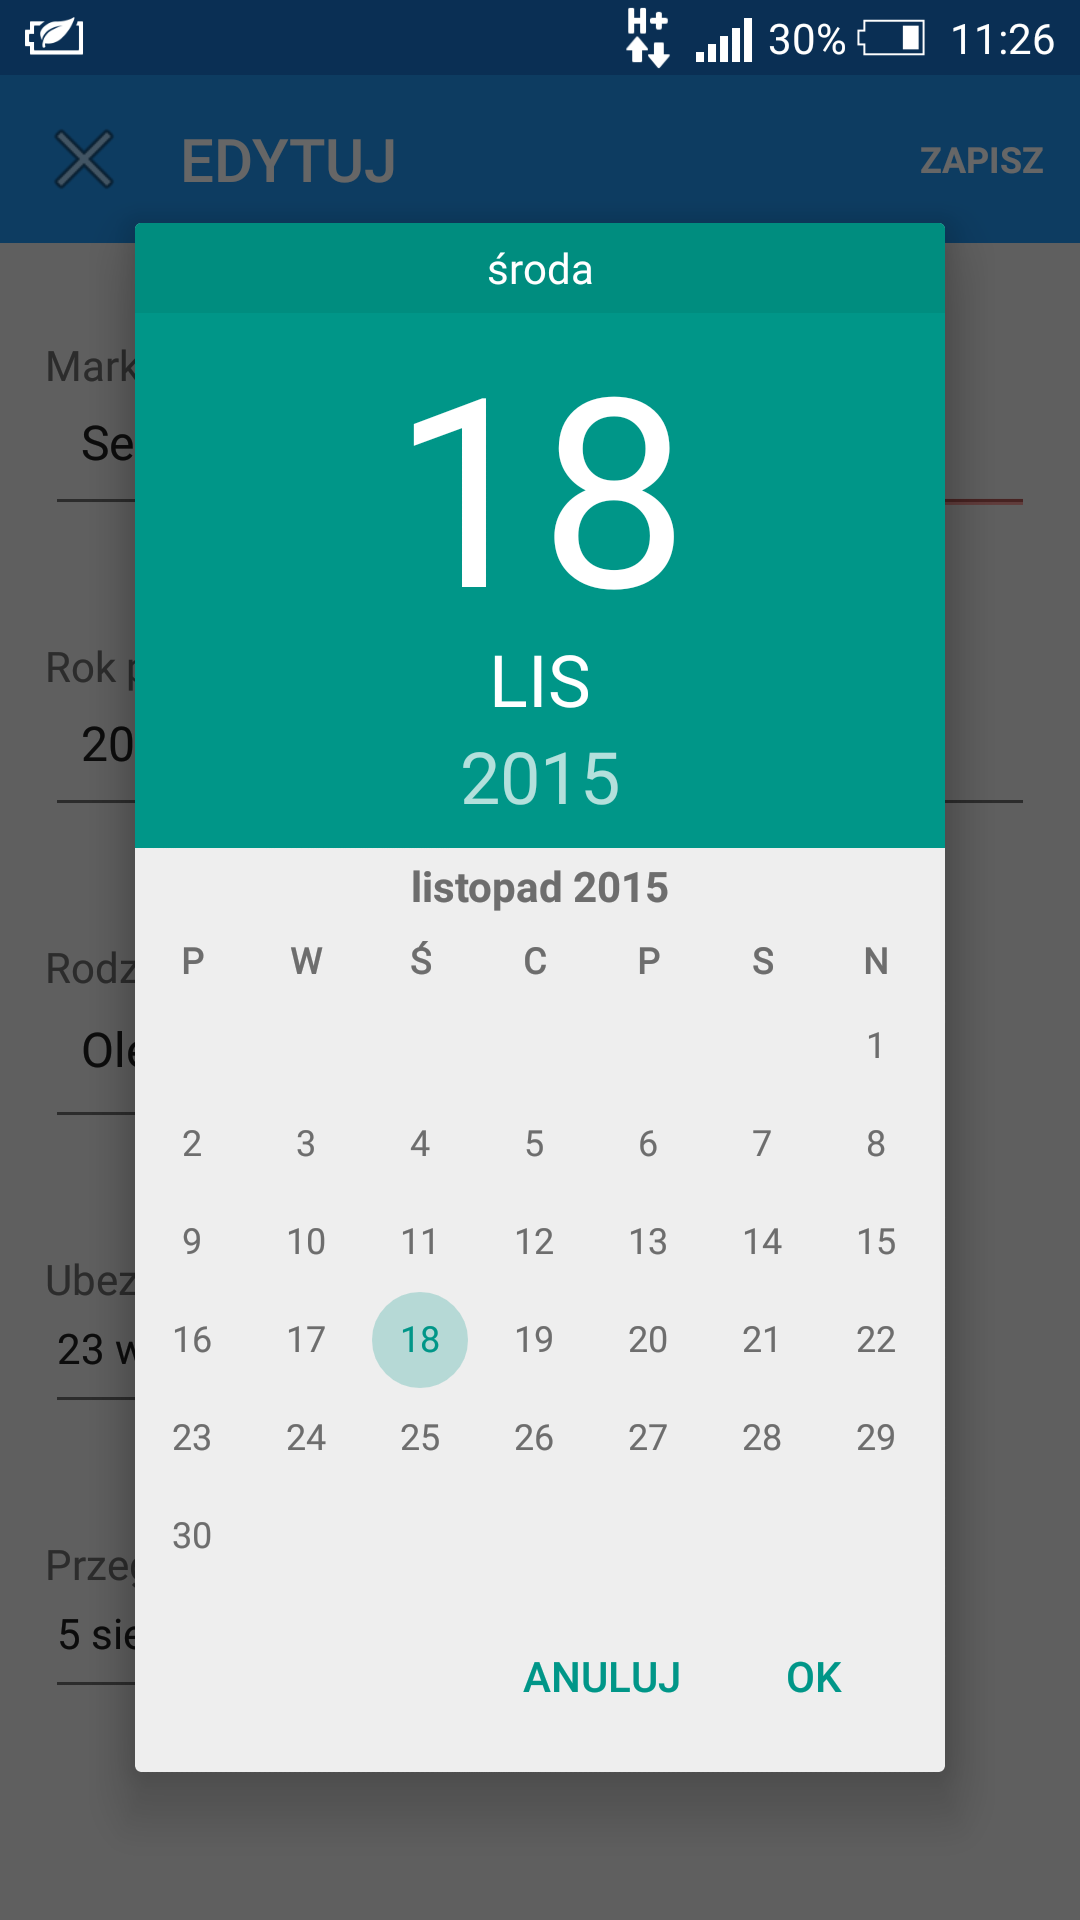 H+ 30% 11:26
EDYTUJ ZAPISZ
środa
18
LIS
2015
listopad 2015
P W Ś C P S N
1
2 3 4 5 6 7 8
9 10 11 12 13 14 15
16 17 18 19 20 21 22
23 24 25 26 27 28 29
30
ANULUJ OK
Mark
Se
Rok p
20
Rodz
Ole
Ubez
23 w
Przeg
5 sie